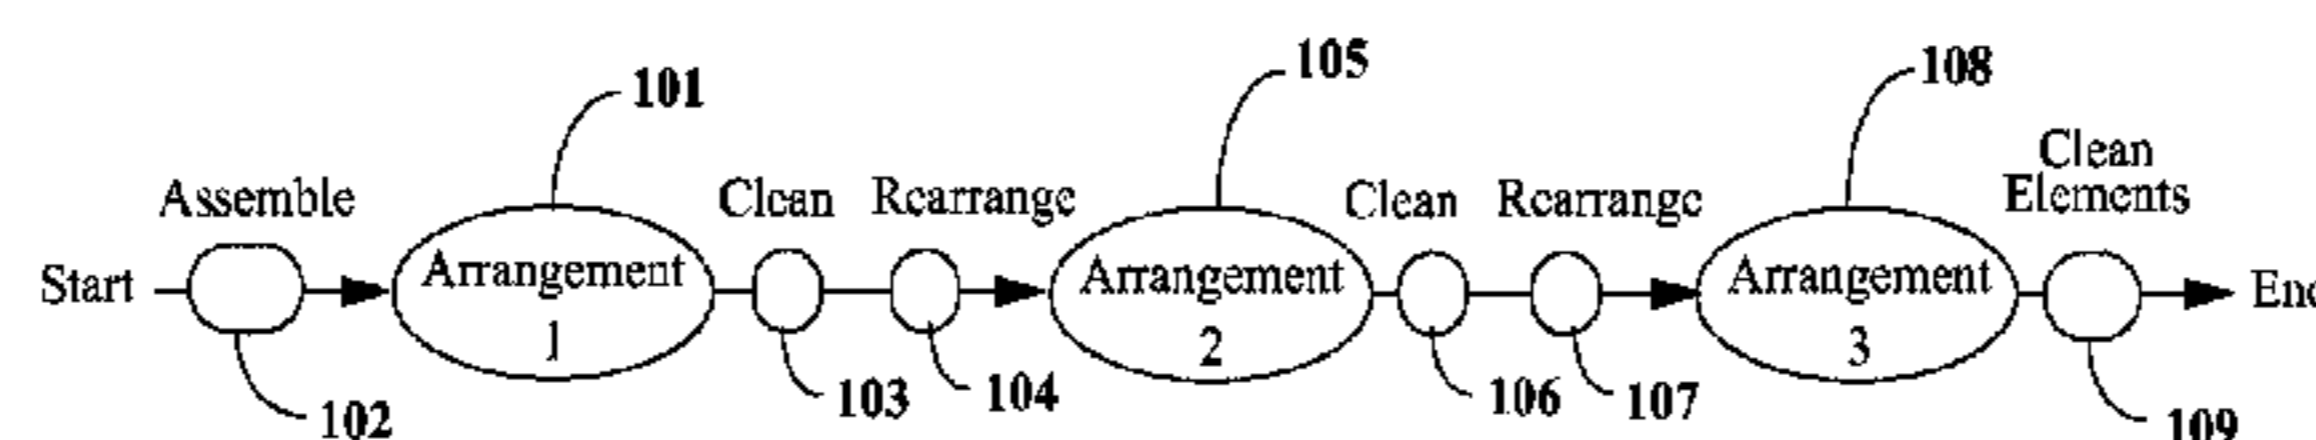 101
105
108
Assemble
Clean
Rearrange
Clean
Rearrange
Clean
Elements
Start
Arrangement
1
Arrangement
2
Arrangement
3
102
103
104
106
107
109